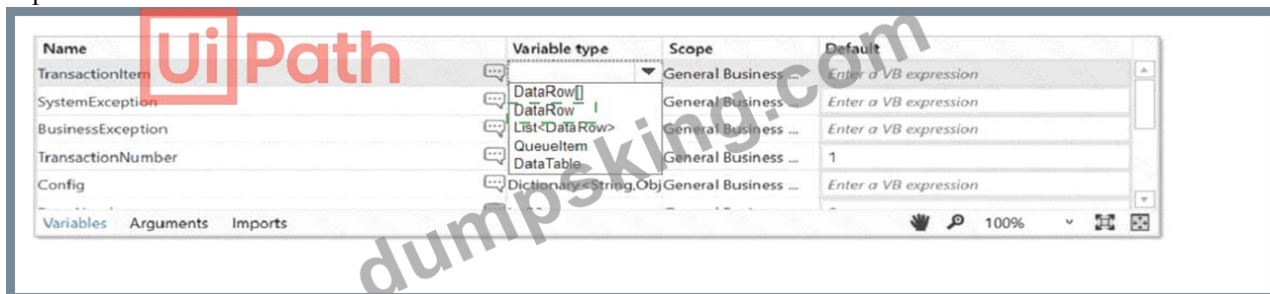 UiPath
Name Variable type Scope Default
TransactionItem General Business ... Enter a VB expression
DataRow[]
SystemException General Business ... Enter a VB expression
DataRow
BusinessException List<DataRow> General Business ... Enter a VB expression
QueueItem
TransactionNumber General Business ... 1
DataTable
Config Dictionary<String,Obj General Business ... Enter a VB expression
Variables Arguments Imports 100%
dumpsking.com